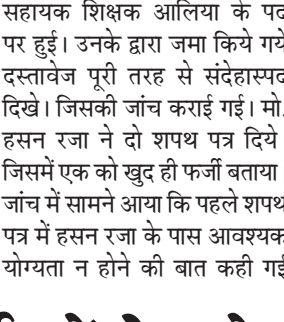 सहायक शिक्षक आलिया के पद
पर हुई। उनके द्वारा जमा किये गये
दस्तावेज पूरी तरह से संदेहास्पद
दिखे। जिसकी जांच कराई गई। मो.
हसन रजा ने दो शपथ पत्र दिये
जिसमें एक को खुद ही फर्जी बताया
जांच में सामने आया कि पहले शपथ
पत्र में हसन रजा के पास आवश्यक
योग्यता न होने की बात कही गई